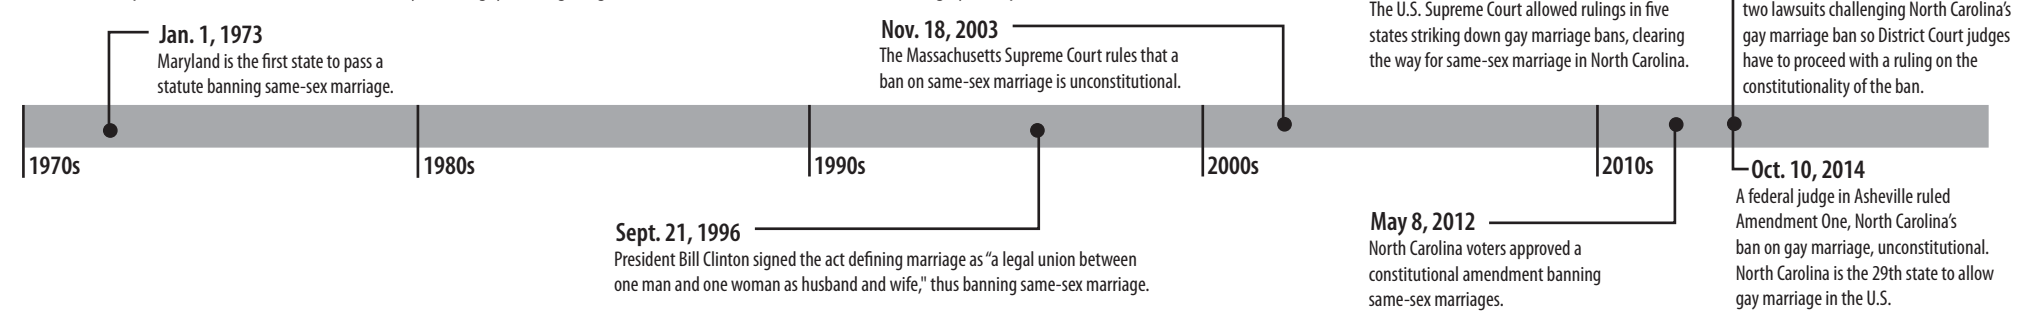 Jan. 1, 1973
Maryland is the first state to pass a
statute banning same-sex marriage.
Nov. 18, 2003
The Massachusetts Supreme Court rules that a
ban on same-sex marriage is unconstitutional.
The U.S. Supreme Court allowed rulings in five
states striking down gay marriage bans, clearing
the way for same-sex marriage in North Carolina.
two lawsuits challenging North Carolina's
gay marriage ban so District Court judges
have to proceed with a ruling on the
constitutionality of the ban.
1970s
1980s
1990s
2000s
2010s
Sept. 21, 1996
President Bill Clinton signed the act defining marriage as “a legal union between
one man and one woman as husband and wife," thus banning same-sex marriage.
May 8, 2012
North Carolina voters approved a
constitutional amendment banning
same-sex marriages.
Oct. 10, 2014
A federal judge in Asheville ruled
Amendment One, North Carolina's
ban on gay marriage, unconstitutional.
North Carolina is the 29th state to allow
gay marriage in the U.S.